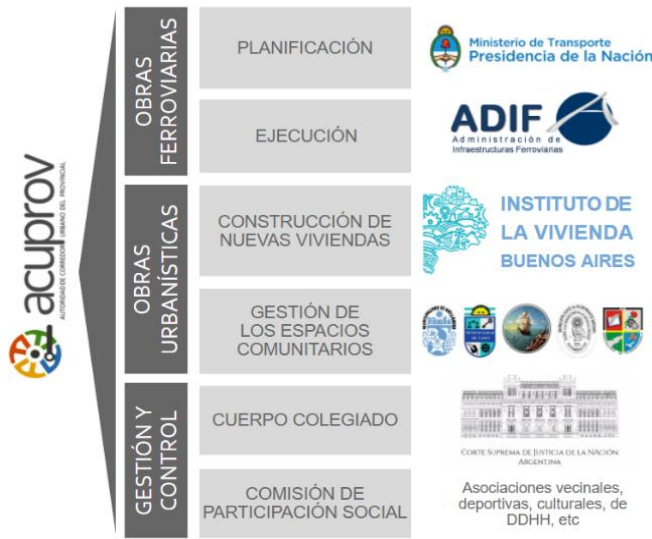 acuprov
AUTORIDAD DE CORREDOR URBANO DEL PROVINCIAL
OBRAS
FERROVIARIAS
PLANIFICACIÓN
Ministerio de Transporte
Presidencia de la Nación
EJECUCIÓN
ADIF
Administración de
Infraestructuras Ferroviarias
OBRAS
URBANÍSTICAS
CONSTRUCCIÓN DE
NUEVAS VIVIENDAS
INSTITUTO DE
LA VIVIENDA
BUENOS AIRES
GESTIÓN DE
LOS ESPACIOS
COMUNITARIOS
GESTIÓN Y
CONTROL
CUERPO COLEGIADO
CORTE SUPREMA DE JUSTICIA DE LA NACIÓN
ARGENTINA
COMISIÓN DE
PARTICIPACIÓN SOCIAL
Asociaciones vecinales,
deportivas, culturales, de
DDHH, etc